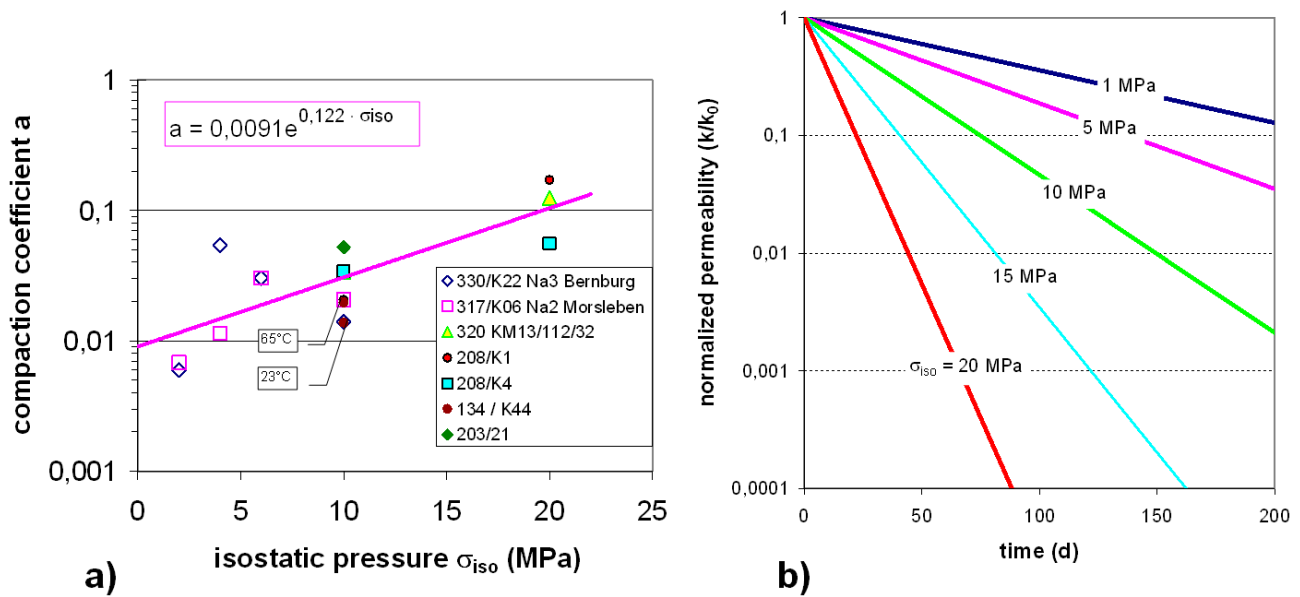 compaction coefficient a
1
0,1
0,01
0,001
a = 0,0091e^0,122 · σiso
65°C
23°C
330/K22 Na3 Bernburg
317/K06 Na2 Morsleben
320 KM13/112/32
208/K1
208/K4
134 / K44
203/21
0 5 10 15 20 25
isostatic pressure σiso (MPa)
a)
normalized permeability (k/k0)
1
0,1
0,01
0,001
0,0001
1 MPa
5 MPa
10 MPa
15 MPa
σiso = 20 MPa
0 50 100 150 200
time (d)
b)